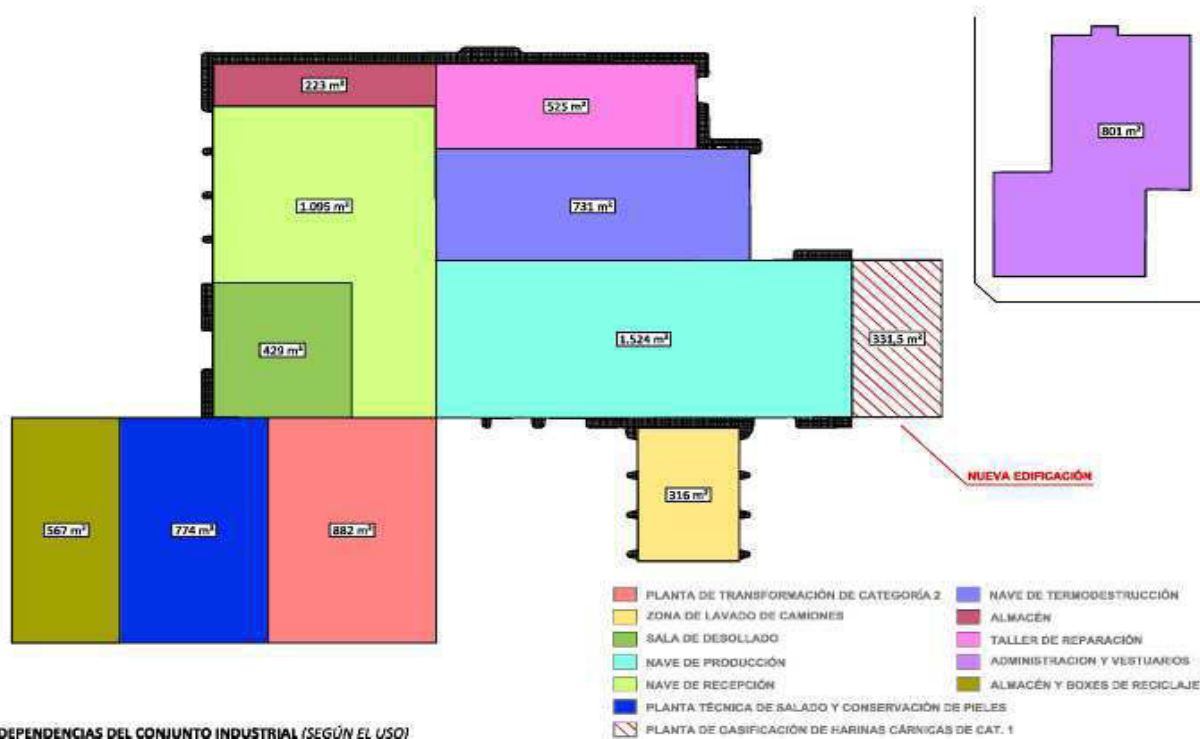 223 m²
525 m²
801 m²
1.095 m²
731 m²
429 m²
1.524 m²
331,5 m²
NUEVA EDIFICACIÓN
316 m²
567 m²
774 m²
882 m²
PLANTA DE TRANSFORMACIÓN DE CATEGORÍA 2
ZONA DE LAVADO DE CAMIONES
SALA DE DESOLLADO
NAVE DE PRODUCCIÓN
NAVE DE RECEPCIÓN
PLANTA TÉCNICA DE SALADO Y CONSERVACIÓN DE PIELES
PLANTA DE GASIFICACIÓN DE HARINAS CÁRNICAS DE CAT. 1
NAVE DE TERMODESTRUCCIÓN
ALMACÉN
TALLER DE REPARACIÓN
ADMINISTRACION Y VESTUARIOS
ALMACÉN Y BOXES DE RECICLAJE
DEPENDENCIAS DEL CONJUNTO INDUSTRIAL (SEGÚN EL USO)